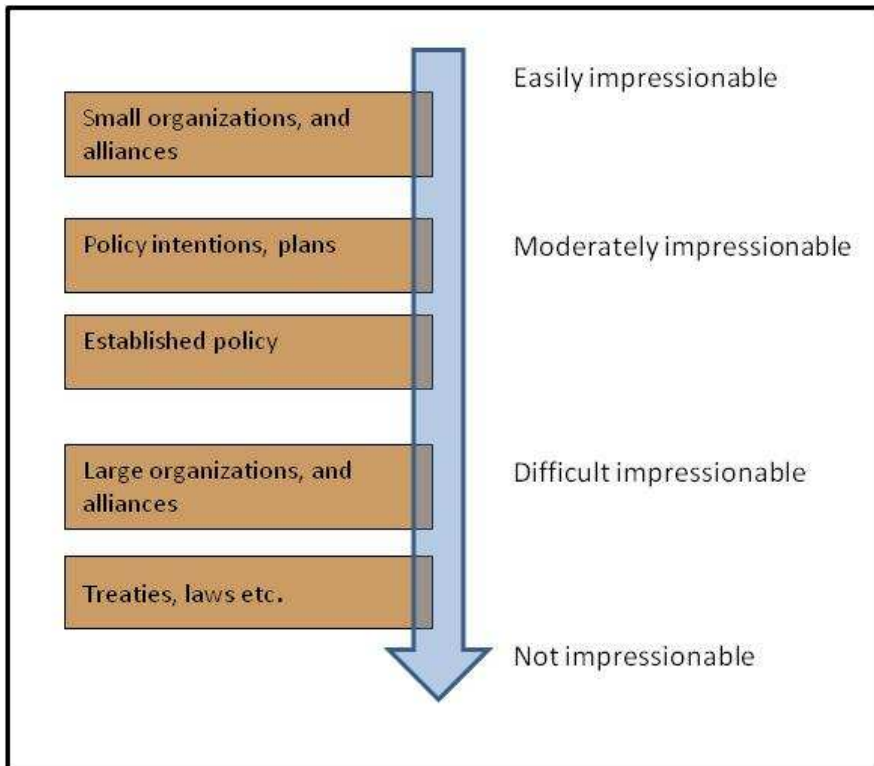 Easily impressionable
Small organizations, and
alliances
Policy intentions, plans
Moderately impressionable
Established policy
Large organizations, and
alliances
Difficult impressionable
Treaties, laws etc.
Not impressionable